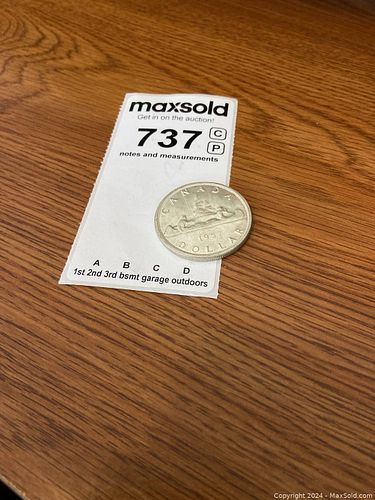 maxsold
Get in on the auction!
737 C
P
notes and measurements
CANADA
DOLLAR
A B C D
1st 2nd 3rd bsmt garage outdoors
Copyright 2024 - MaxSold.com